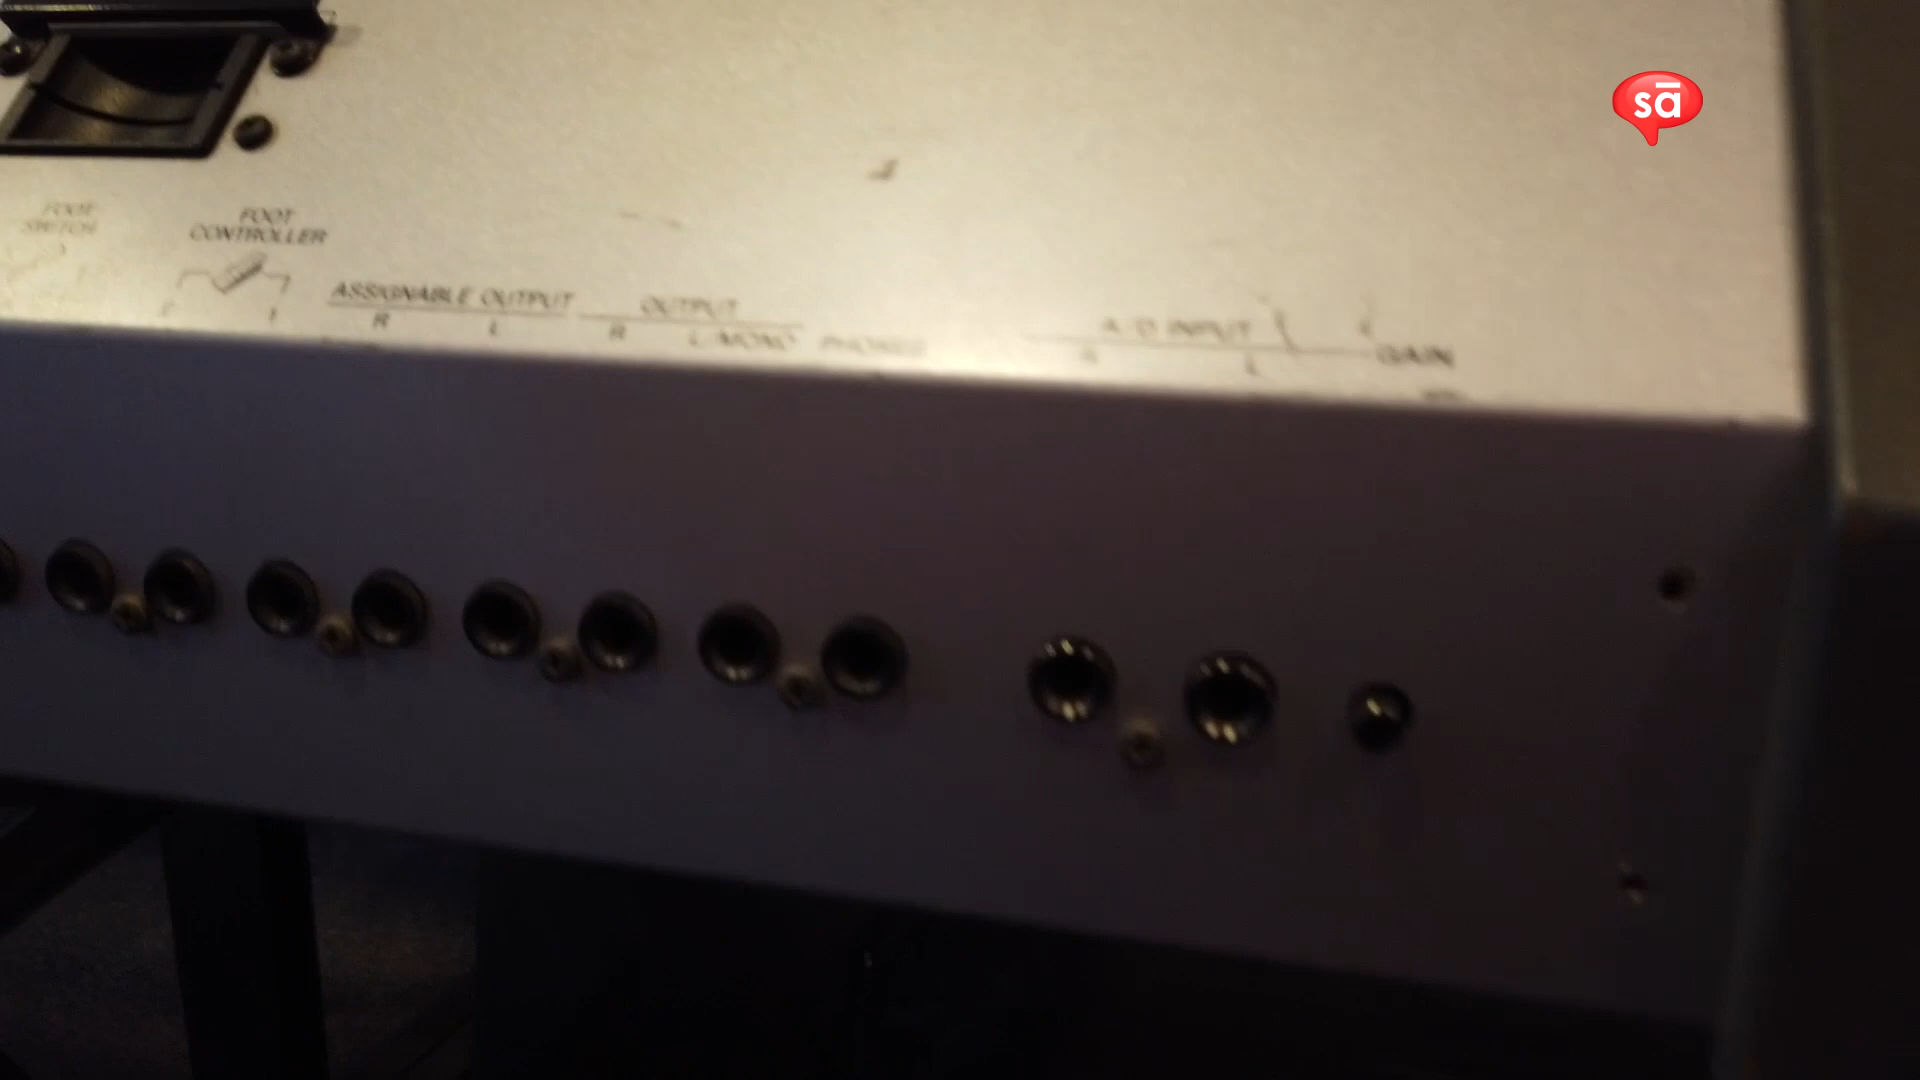 sā
FOOT
SWITCH
FOOT
CONTROLLER
ASSIGNABLE OUTPUT
R L
OUTPUT
R L/MONO PHONES
A/D INPUT
R L GAIN